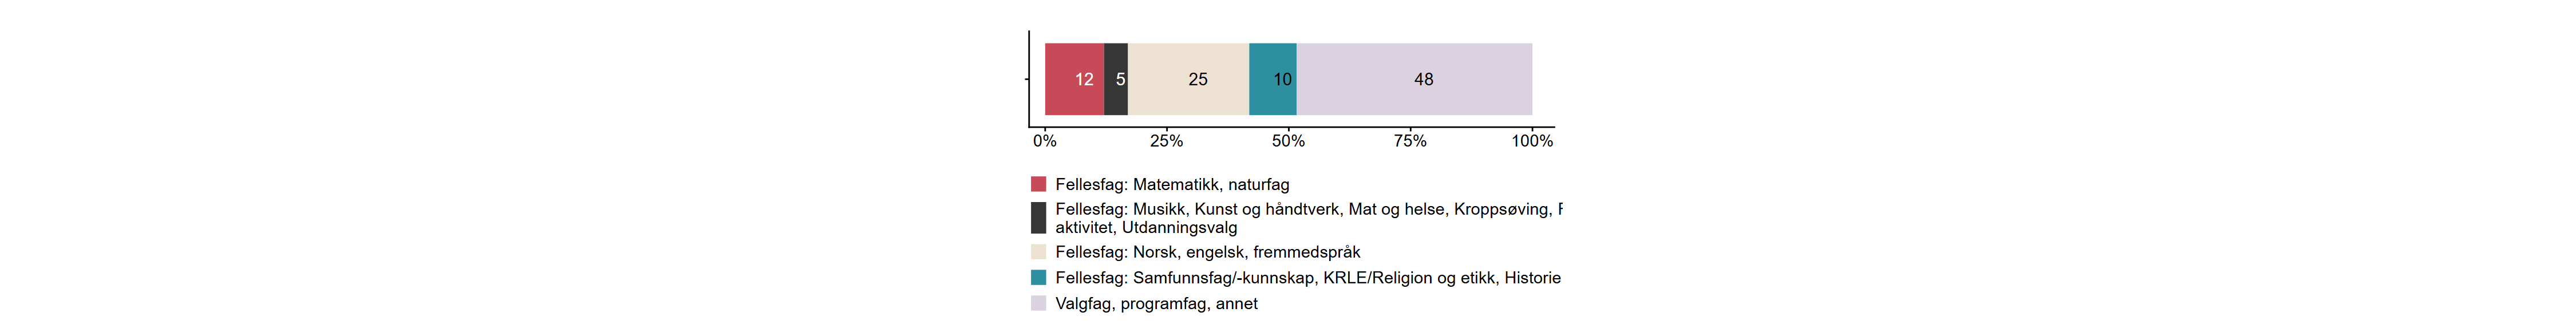 12 5 25 10 48
0% 25% 50% 75% 100%
Fellesfag: Matematikk, naturfag
Fellesfag: Musikk, Kunst og håndtverk, Mat og helse, Kroppsøving,
aktivitet, Utdanningsvalg
Fellesfag: Norsk, engelsk, fremmedspråk
Fellesfag: Samfunnsfag/-kunnskap, KRLE/Religion og etikk, Historie
Valgfag, programfag, annet